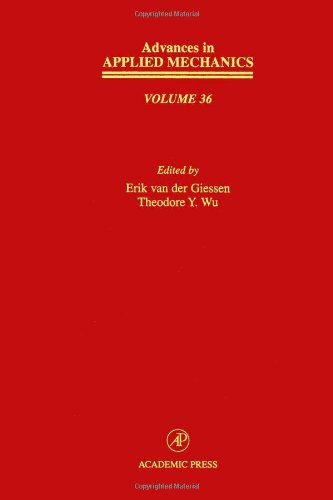 Advances in
APPLIED MECHANICS
VOLUME 36
Edited by
Erik van der Giessen
Theodore Y. Wu
AP
ACADEMIC PRESS